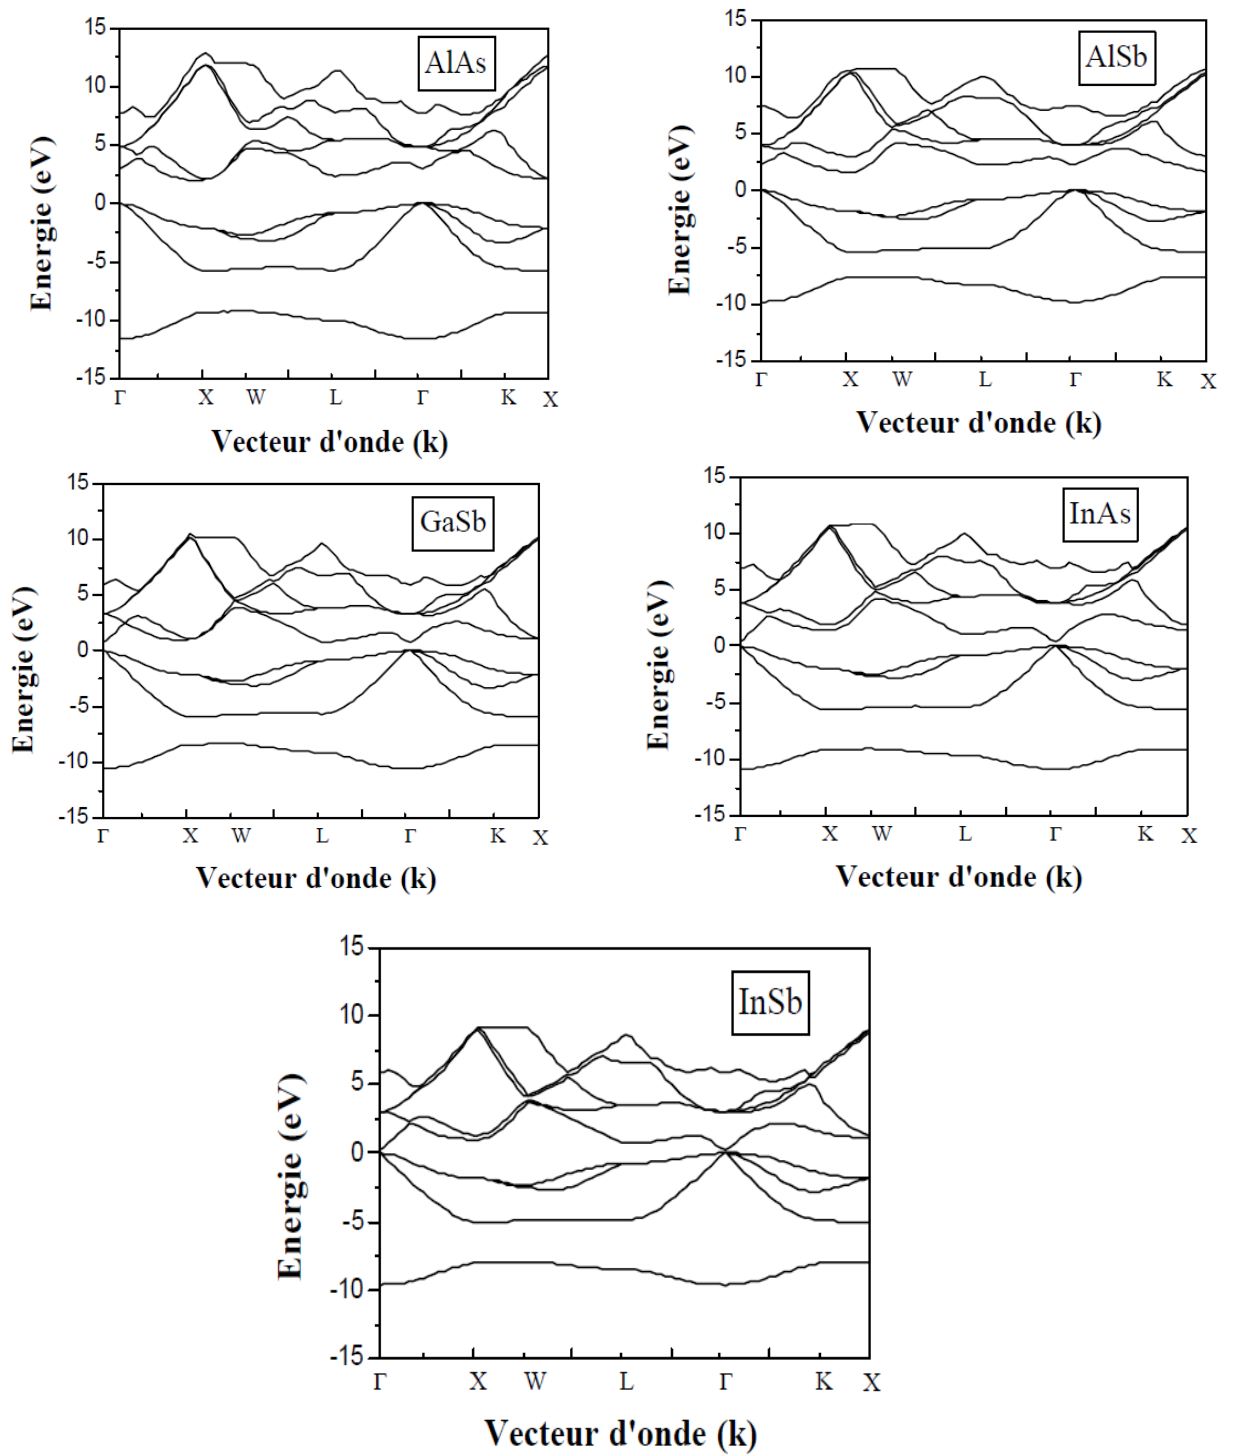 AlAs
Energie (eV)
15
10
5
0
-5
-10
-15
Γ X W L Γ K X
Vecteur d'onde (k)
AlSb
Energie (eV)
15
10
5
0
-5
-10
-15
Γ X W L Γ K X
Vecteur d'onde (k)
GaSb
Energie (eV)
15
10
5
0
-5
-10
-15
Γ X W L Γ K X
Vecteur d'onde (k)
InAs
Energie (eV)
15
10
5
0
-5
-10
-15
Γ X W L Γ K X
Vecteur d'onde (k)
InSb
Energie (eV)
15
10
5
0
-5
-10
-15
Γ X W L Γ K X
Vecteur d'onde (k)